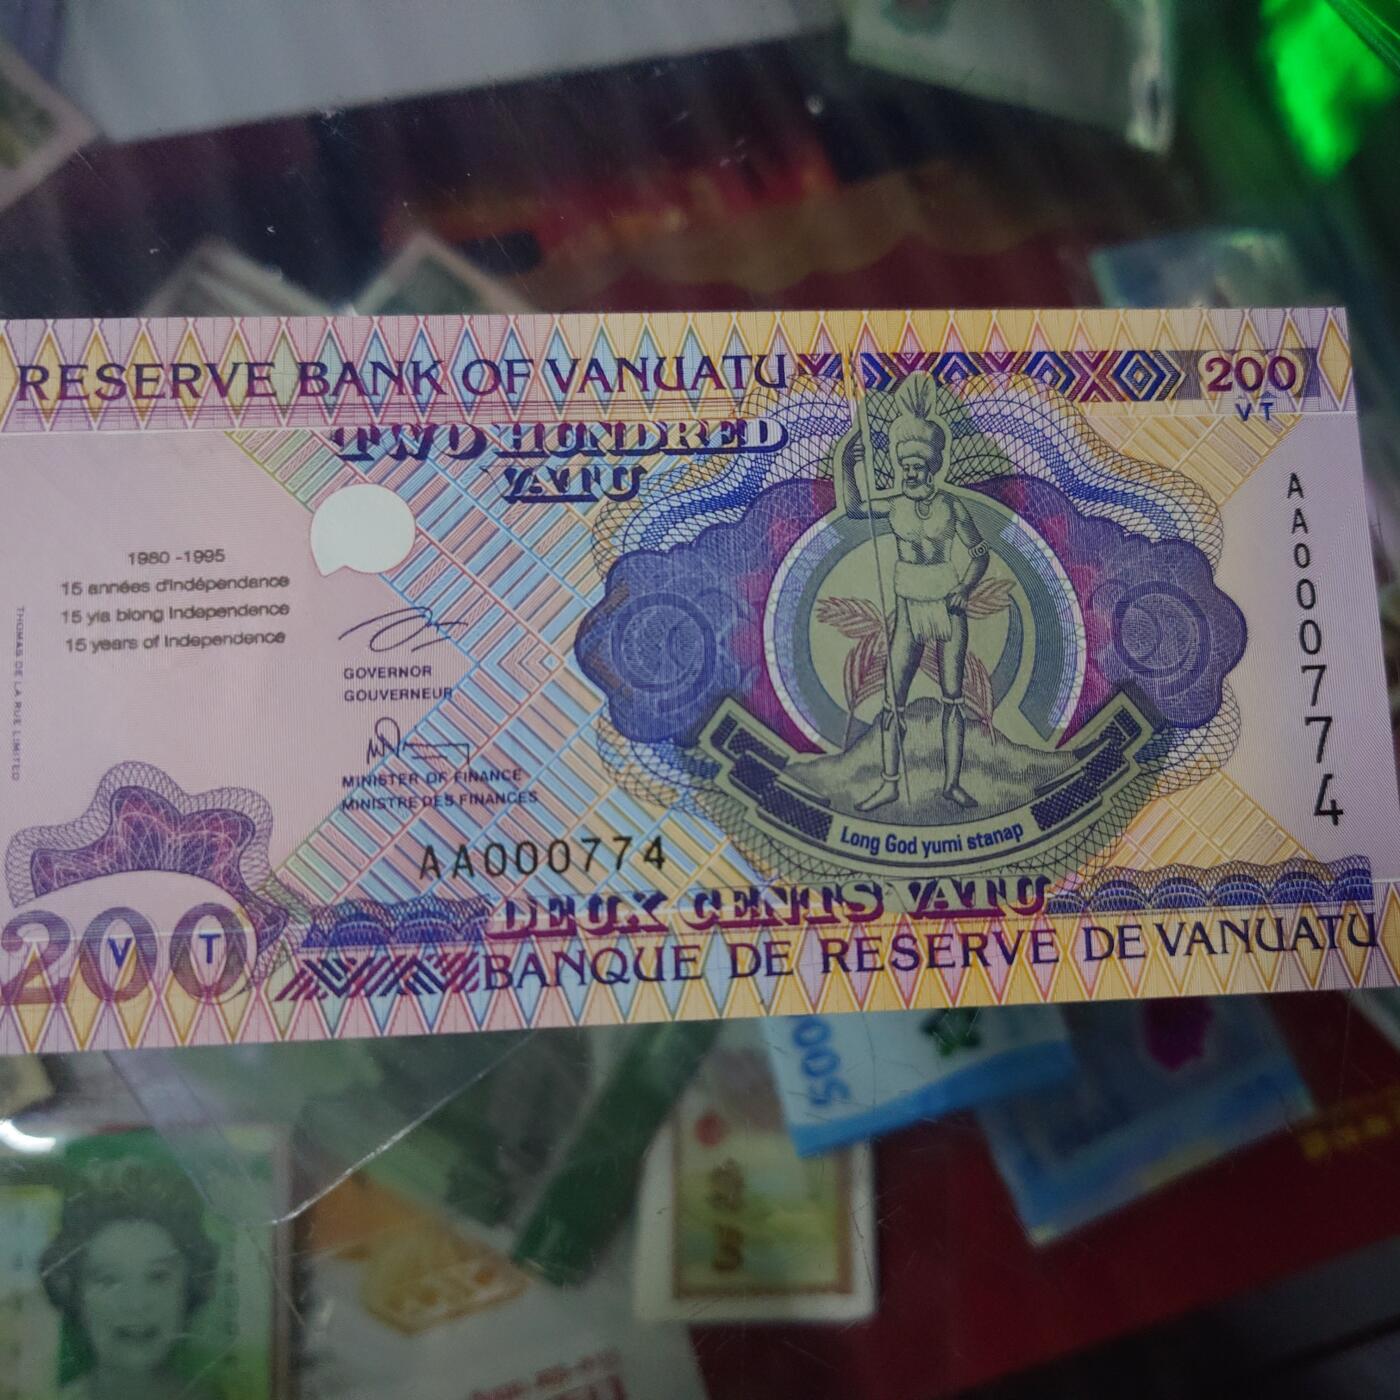 RESERVE BANK OF VANUATU
200
VT
TWO HUNDRED
VATU
1980 -1995
15 années d'Indépendance
15 yia blong Independence
15 years of Independence
THOMAS DE LA RUE LIMITED
GOVERNOR
GOUVERNEUR
MINISTER OF FINANCE
MINISTRE DES FINANCES
AA000774
AA000774
Long God yumi stanap
200
V T
DEUX CENTS VATU
BANQUE DE RESERVE DE VANUATU
500